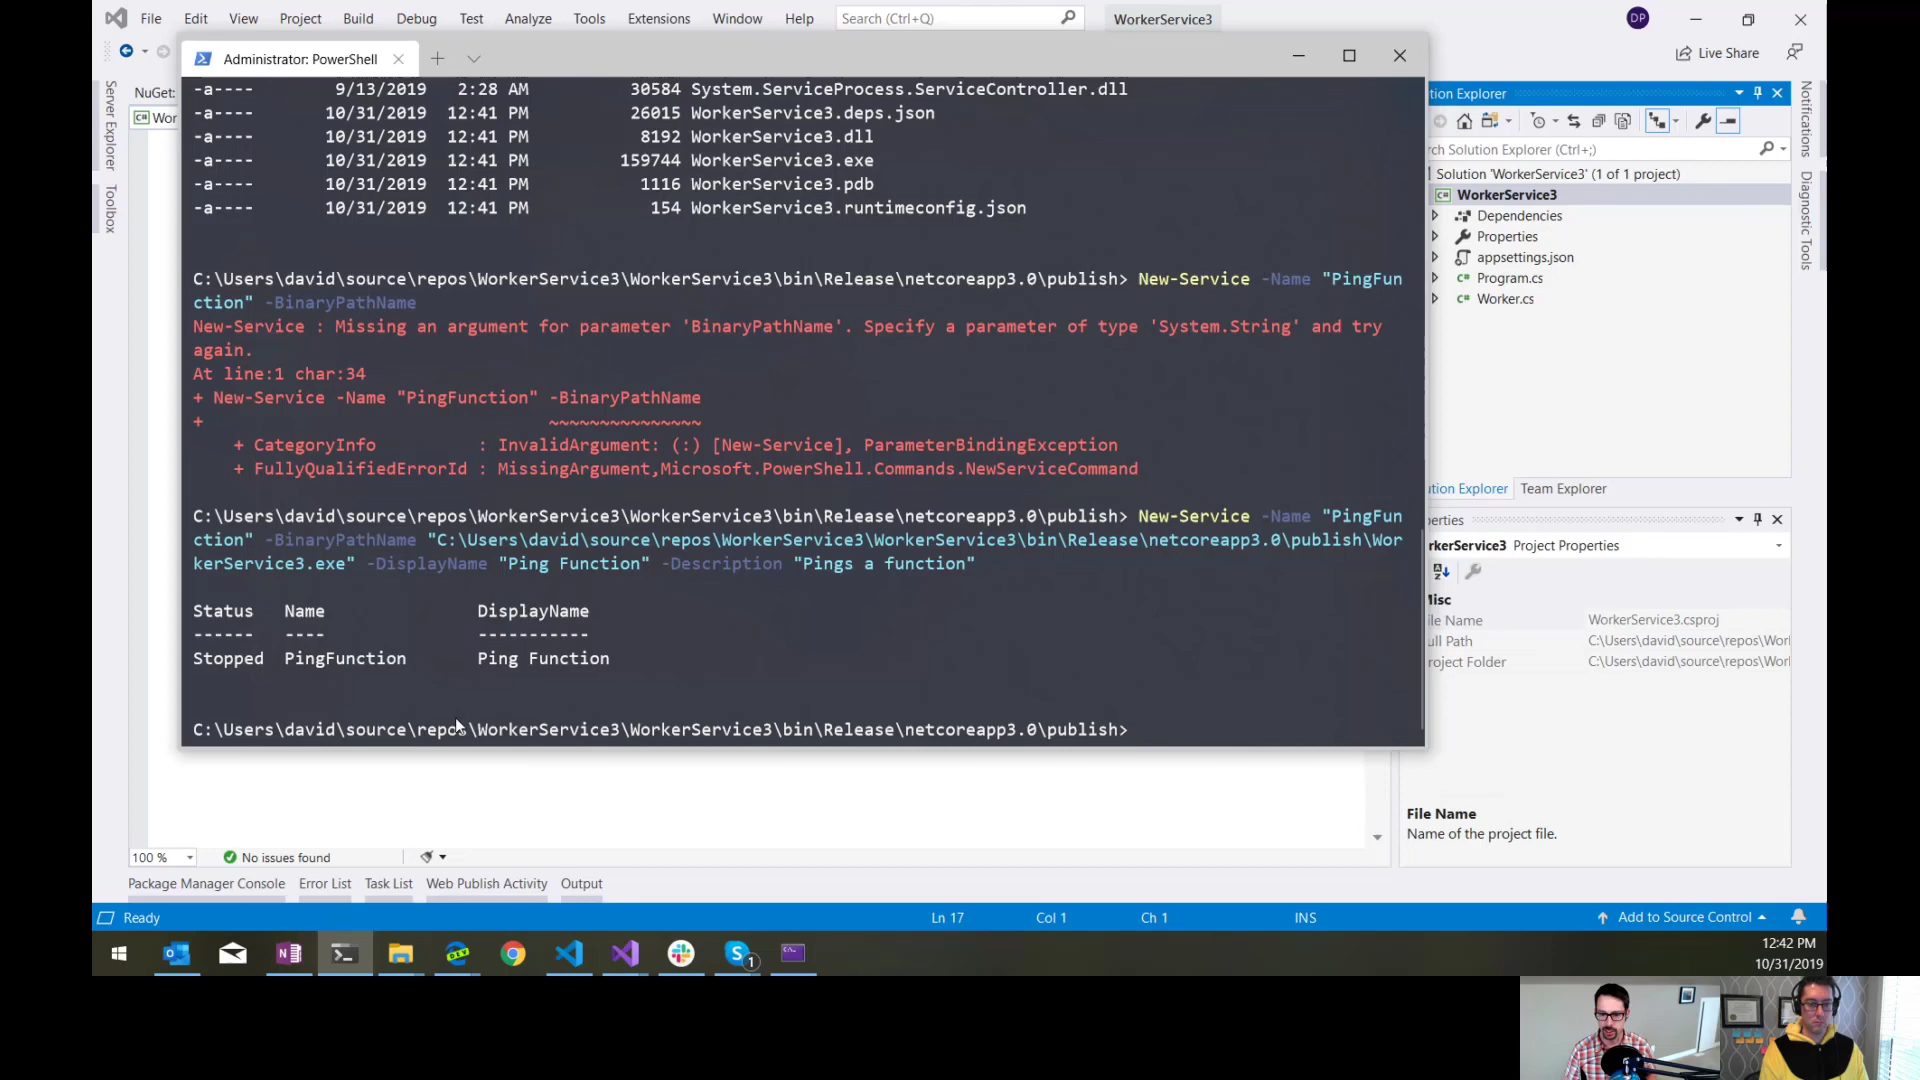 File Edit View Project Build Debug Test Analyze Tools Extensions Window Help Search (Ctrl+Q) WorkerService3 DP
Live Share
Administrator: PowerShell
NuGet:
Wor
Server Explorer
Toolbox
-a---- 9/13/2019 2:28 AM 30584 System.ServiceProcess.ServiceController.dll
-a---- 10/31/2019 12:41 PM 26015 WorkerService3.deps.json
-a---- 10/31/2019 12:41 PM 8192 WorkerService3.dll
-a---- 10/31/2019 12:41 PM 159744 WorkerService3.exe
-a---- 10/31/2019 12:41 PM 1116 WorkerService3.pdb
-a---- 10/31/2019 12:41 PM 154 WorkerService3.runtimeconfig.json
C:\Users\david\source\repos\WorkerService3\WorkerService3\bin\Release\netcoreapp3.0\publish> New-Service -Name "PingFun
ction" -BinaryPathName
New-Service : Missing an argument for parameter 'BinaryPathName'. Specify a parameter of type 'System.String' and try
again.
At line:1 char:34
+ New-Service -Name "PingFunction" -BinaryPathName
+ ~~~~~~~~~~~~~~~
+ CategoryInfo : InvalidArgument: (:) [New-Service], ParameterBindingException
+ FullyQualifiedErrorId : MissingArgument,Microsoft.PowerShell.Commands.NewServiceCommand
C:\Users\david\source\repos\WorkerService3\WorkerService3\bin\Release\netcoreapp3.0\publish> New-Service -Name "PingFun
ction" -BinaryPathName "C:\Users\david\source\repos\WorkerService3\WorkerService3\bin\Release\netcoreapp3.0\publish\Wor
kerService3.exe" -DisplayName "Ping Function" -Description "Pings a function"
Status Name DisplayName
------ ---- -----------
Stopped PingFunction Ping Function
C:\Users\david\source\repos\WorkerService3\WorkerService3\bin\Release\netcoreapp3.0\publish>
tion Explorer
rch Solution Explorer (Ctrl+;)
Solution 'WorkerService3' (1 of 1 project)
C# WorkerService3
Dependencies
Properties
appsettings.json
C# Program.cs
C# Worker.cs
Notifications
Diagnostic Tools
ution Explorer Team Explorer
erties
rkerService3 Project Properties
Misc
ile Name WorkerService3.csproj
ull Path C:\Users\david\source\repos\Worl
roject Folder C:\Users\david\source\repos\Worl
File Name
Name of the project file.
100 % No issues found
Package Manager Console Error List Task List Web Publish Activity Output
Ready Ln 17 Col 1 Ch 1 INS Add to Source Control
DEV
1
12:42 PM
10/31/2019